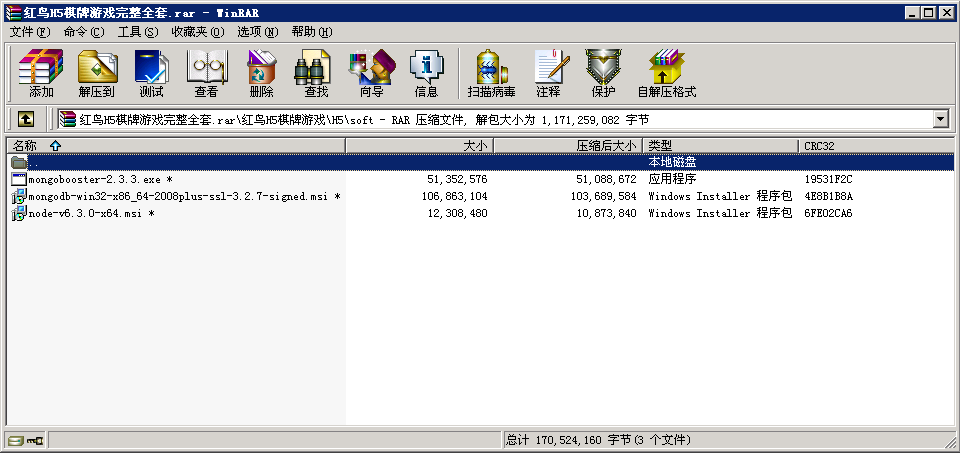 红鸟H5棋牌游戏完整全套.rar - WinRAR
文件(F) 命令(C) 工具(S) 收藏夹(O) 选项(N) 帮助(H)
添加 解压到 测试 查看 删除 查找 向导 信息 扫描病毒 注释 保护 自解压格式
红鸟H5棋牌游戏完整全套.rar\红鸟H5棋牌游戏\H5\soft - RAR 压缩文件, 解包大小为 1,171,259,082 字节
名称 大小 压缩后大小 类型 CRC32
.. 本地磁盘
mongobooster-2.3.3.exe * 51,352,576 51,088,672 应用程序 19531F2C
mongodb-win32-x86_64-2008plus-ssl-3.2.7-signed.msi * 106,863,104 103,689,584 Windows Installer 程序包 4E8B1B8A
node-v6.3.0-x64.msi * 12,308,480 10,873,840 Windows Installer 程序包 6FE02CA6
总计 170,524,160 字节(3 个文件)